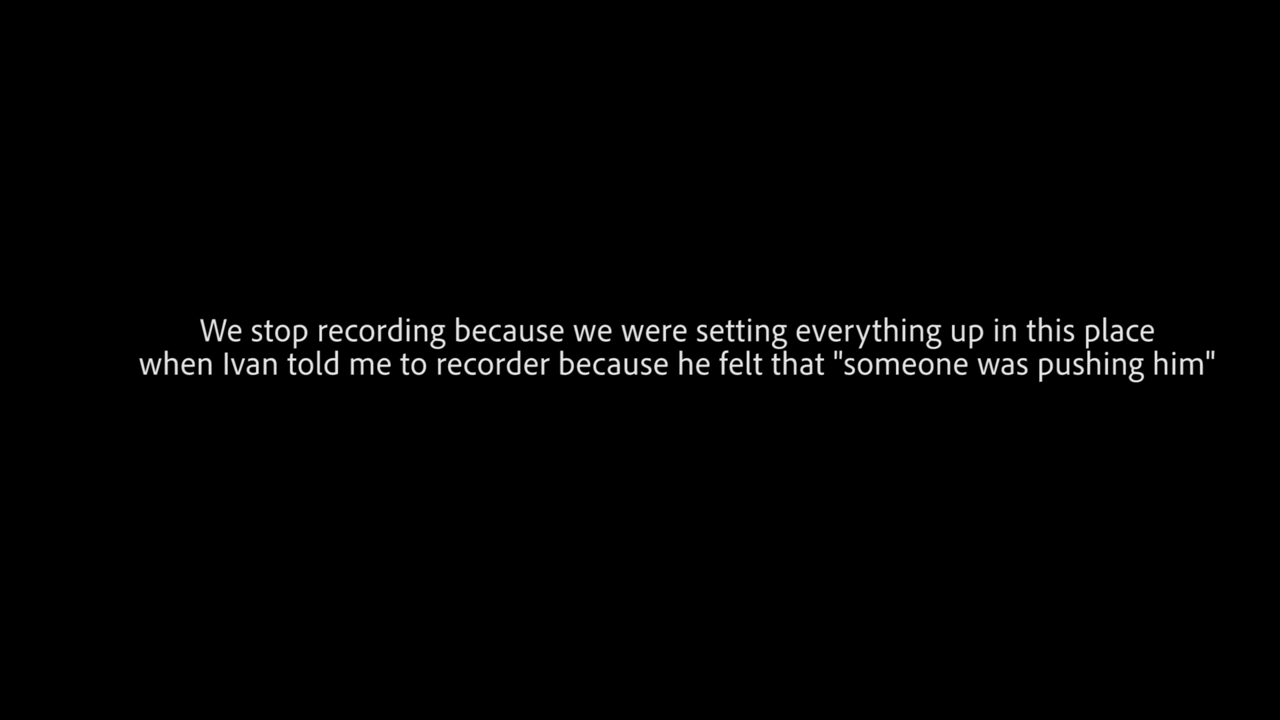 We stop recording because we were setting everything up in this place
when Ivan told me to recorder because he felt that "someone was pushing him"